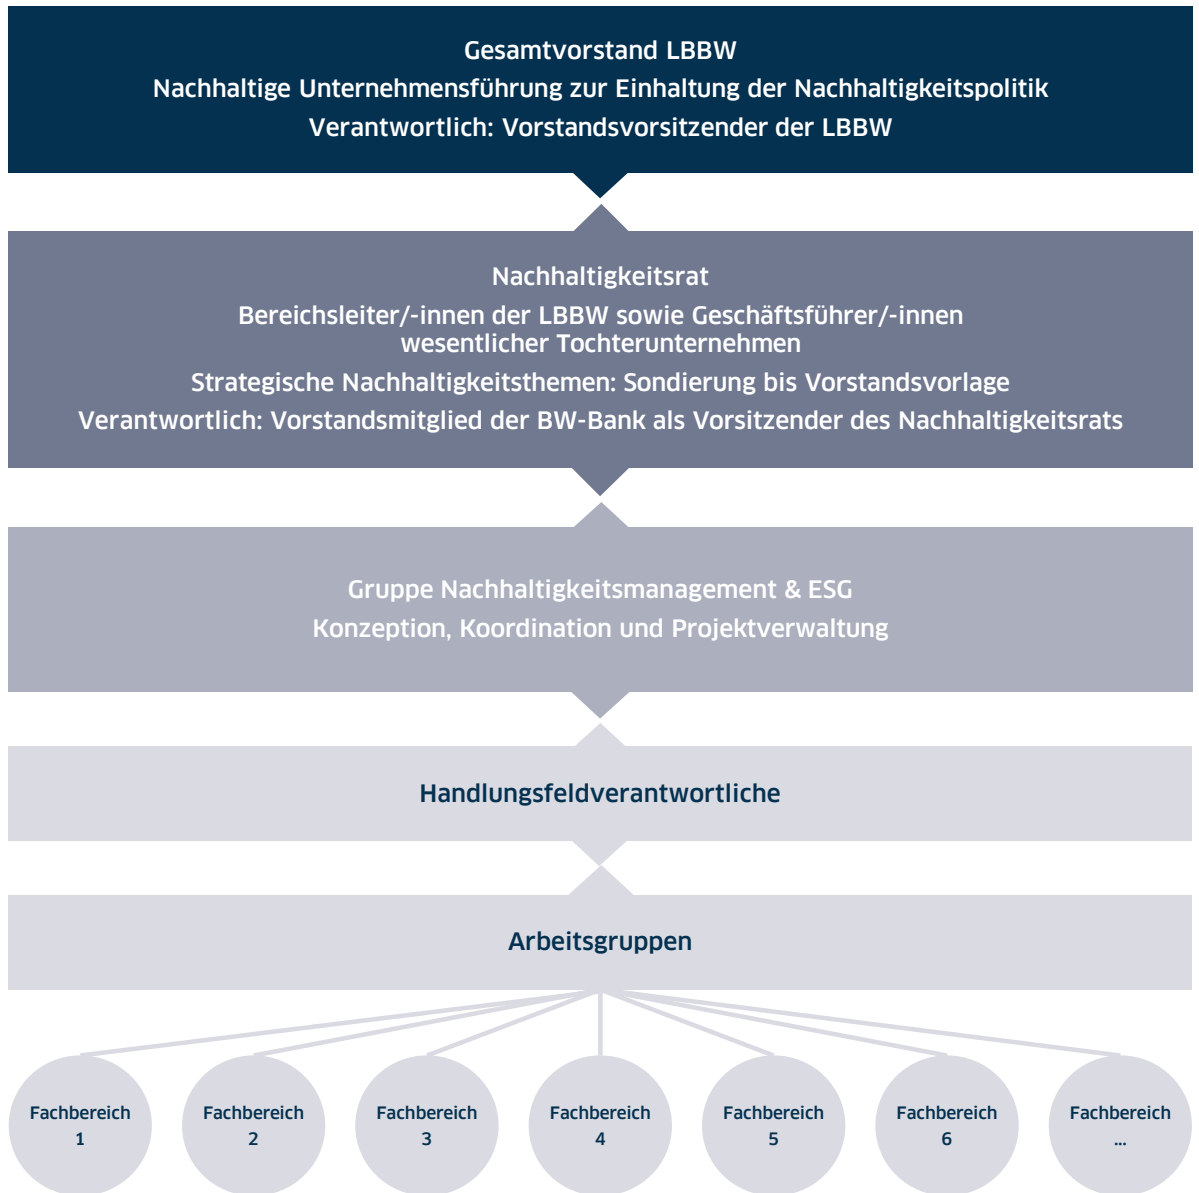 Gesamtvorstand LBBW
Nachhaltige Unternehmensführung zur Einhaltung der Nachhaltigkeitspolitik
Verantwortlich: Vorstandsvorsitzender der LBBW
Nachhaltigkeitsrat
Bereichsleiter/-innen der LBBW sowie Geschäftsführer/-innen
wesentlicher Tochterunternehmen
Strategische Nachhaltigkeitsthemen: Sondierung bis Vorstandsvorlage
Verantwortlich: Vorstandsmitglied der BW-Bank als Vorsitzender des Nachhaltigkeitsrats
Gruppe Nachhaltigkeitsmanagement & ESG
Konzeption, Koordination und Projektverwaltung
Handlungsfeldverantwortliche
Arbeitsgruppen
Fachbereich
1
Fachbereich
2
Fachbereich
3
Fachbereich
4
Fachbereich
5
Fachbereich
6
Fachbereich
...